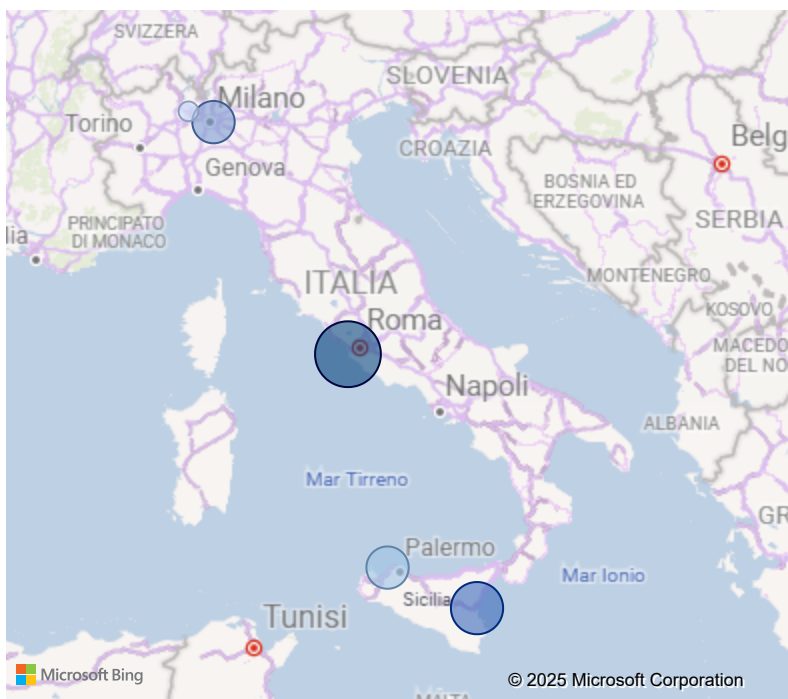 SVIZZERA
SLOVENIA
Milano
Torino
Belg
CROAZIA
Genova
BOSNIA ED
ERZEGOVINA
PRINCIPATO
DI MONACO
lia
SERBIA
ITALIA
MONTENEGRO
KOSOVO
Roma
MACEDO
DEL NO
Napoli
ALBANIA
Mar Tirreno
GR
Palermo
Mar Ionio
Sicilia
Tunisi
Microsoft Bing
© 2025 Microsoft Corporation
MALTA